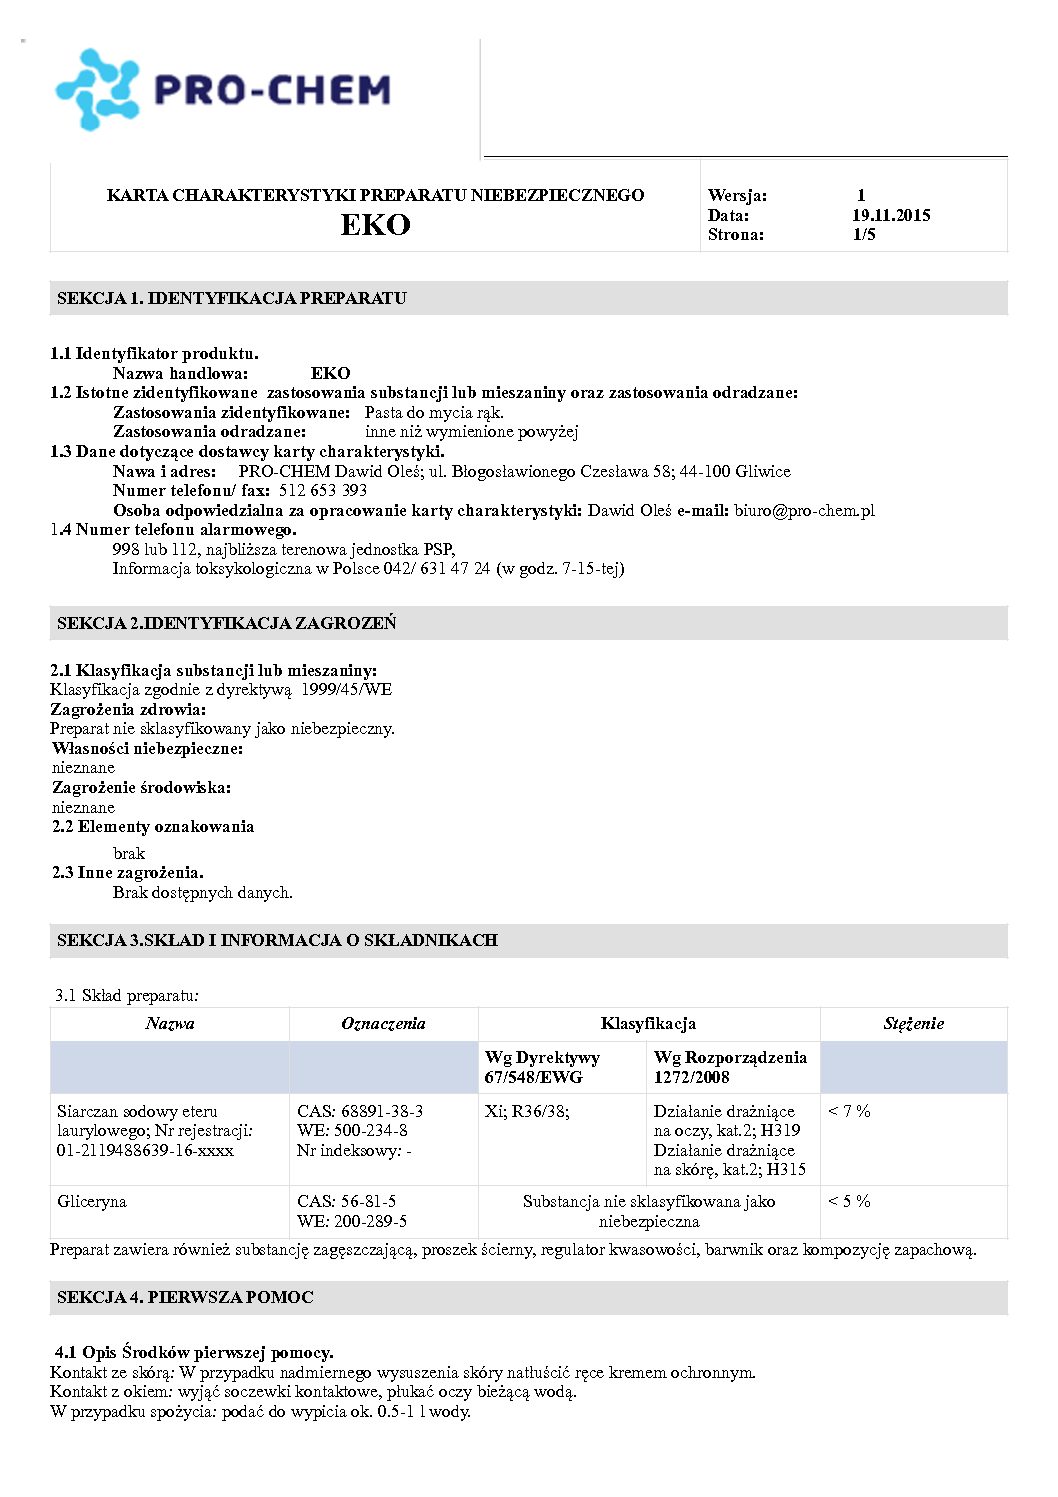 PRO-CHEM
KARTA CHARAKTERYSTYKI PREPARATU NIEBEZPIECZNEGO
EKO
Wersja: 1
Data: 19.11.2015
Strona: 1/5
SEKCJA 1. IDENTYFIKACJA PREPARATU
1.1 Identyfikator produktu.
Nazwa handlowa: EKO
1.2 Istotne zidentyfikowane zastosowania substancji lub mieszaniny oraz zastosowania odradzane:
Zastosowania zidentyfikowane: Pasta do mycia rąk.
Zastosowania odradzane: inne niż wymienione powyżej
1.3 Dane dotyczące dostawcy karty charakterystyki.
Nawa i adres: PRO-CHEM Dawid Oleś; ul. Błogosławionego Czesława 58; 44-100 Gliwice
Numer telefonu/ fax: 512 653 393
Osoba odpowiedzialna za opracowanie karty charakterystyki: Dawid Oleś e-mail: biuro@pro-chem.pl
1.4 Numer telefonu alarmowego.
998 lub 112, najbliższa terenowa jednostka PSP,
Informacja toksykologiczna w Polsce 042/ 631 47 24 (w godz. 7-15-tej)
SEKCJA 2.IDENTYFIKACJA ZAGROZEŃ
2.1 Klasyfikacja substancji lub mieszaniny:
Klasyfikacja zgodnie z dyrektywą 1999/45/WE
Zagrożenia zdrowia:
Preparat nie sklasyfikowany jako niebezpieczny.
Własności niebezpieczne:
nieznane
Zagrożenie środowiska:
nieznane
2.2 Elementy oznakowania
brak
2.3 Inne zagrożenia.
Brak dostępnych danych.
SEKCJA 3.SKŁAD I INFORMACJA O SKŁADNIKACH
3.1 Skład preparatu:
Nazwa Oznaczenia Klasyfikacja Stężenie
Wg Dyrektywy Wg Rozporządzenia
67/548/EWG 1272/2008
Siarczan sodowy eteru CAS: 68891-38-3 Xi; R36/38; Działanie drażniące < 7 %
laurylowego; Nr rejestracji: WE: 500-234-8 na oczy, kat.2; H319
01-2119488639-16-xxxx Nr indeksowy: - Działanie drażniące
na skórę, kat.2; H315
Gliceryna CAS: 56-81-5 Substancja nie sklasyfikowana jako < 5 %
WE: 200-289-5 niebezpieczna
Preparat zawiera również substancję zagęszczającą, proszek ścierny, regulator kwasowości, barwnik oraz kompozycję zapachową.
SEKCJA 4. PIERWSZA POMOC
4.1 Opis Środków pierwszej pomocy.
Kontakt ze skórą: W przypadku nadmiernego wysuszenia skóry natłuścić ręce kremem ochronnym.
Kontakt z okiem: wyjąć soczewki kontaktowe, płukać oczy bieżącą wodą.
W przypadku spożycia: podać do wypicia ok. 0.5-1 l wody.